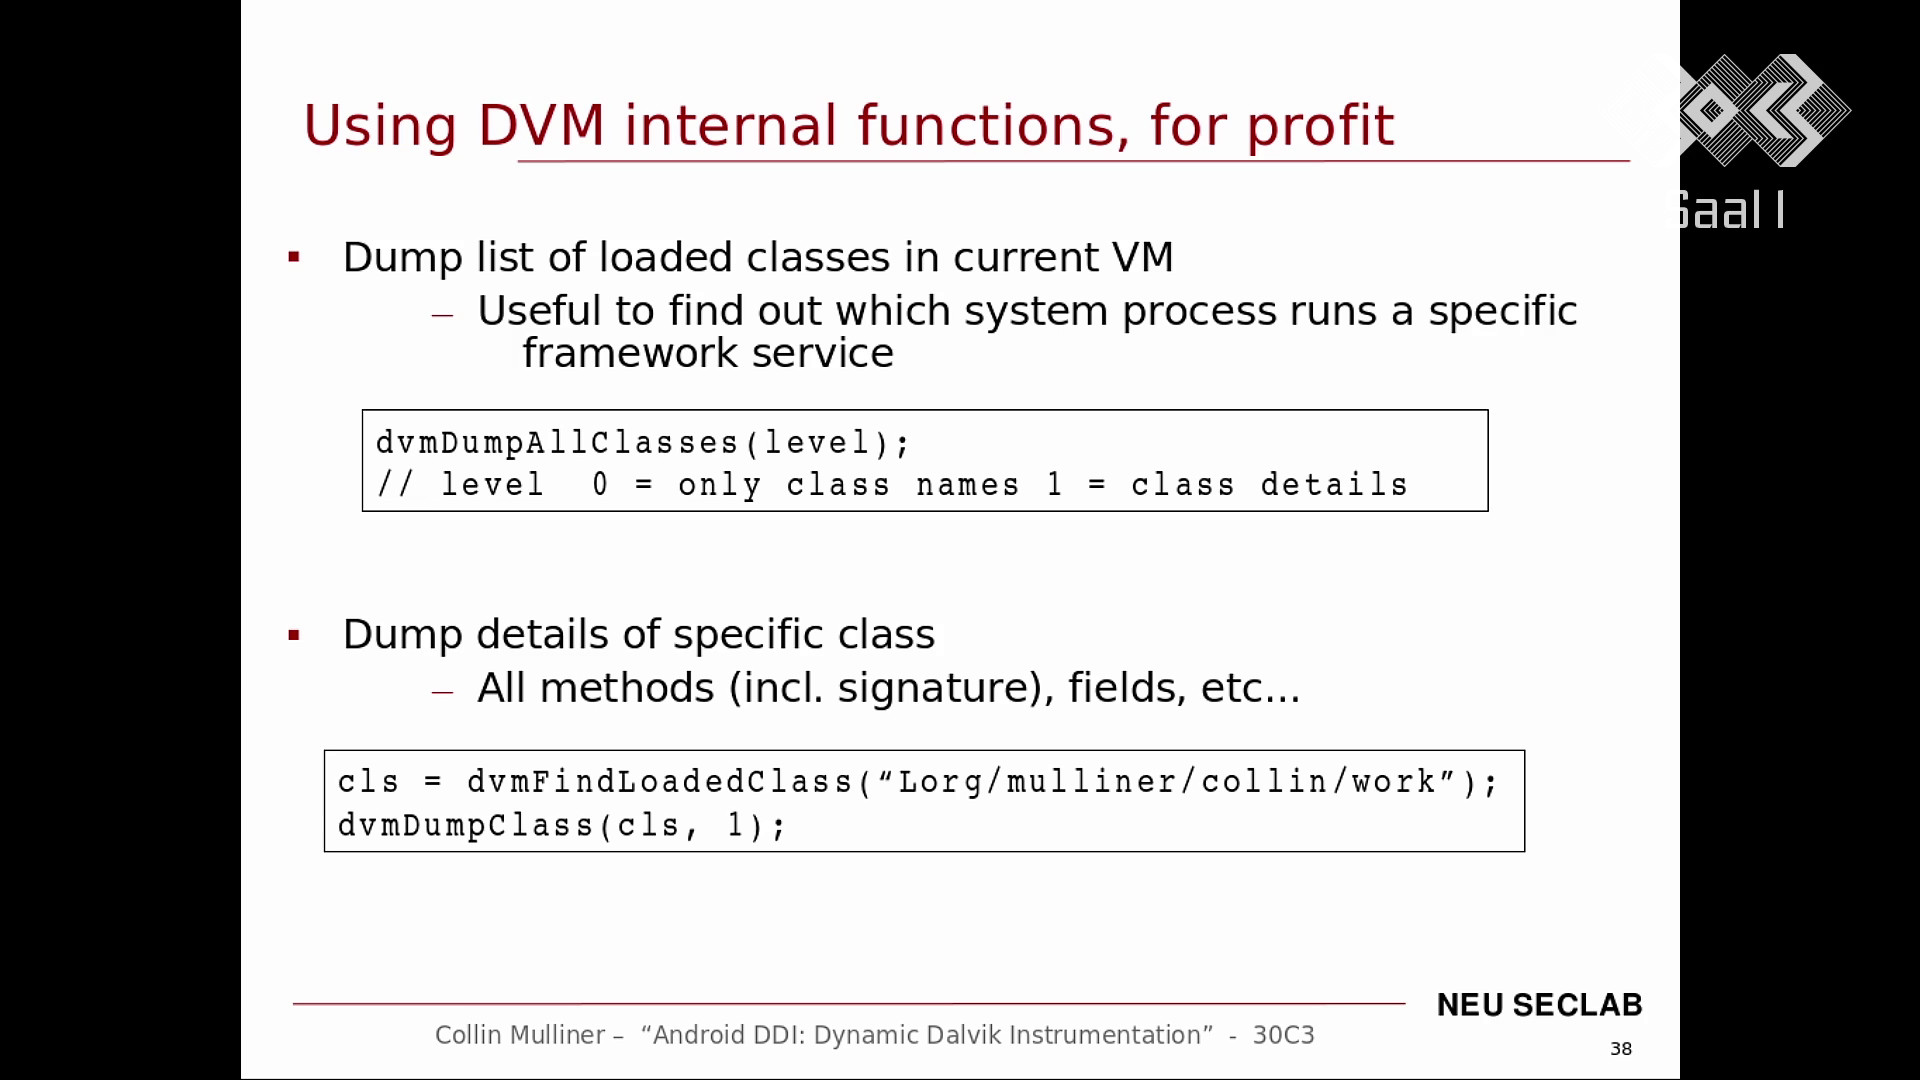 Using DVM internal functions, for profit
Saal 1
▪ Dump list of loaded classes in current VM
– Useful to find out which system process runs a specific
framework service
dvmDumpAllClasses(level);
// level  0 = only class names 1 = class details
▪ Dump details of specific class
– All methods (incl. signature), fields, etc...
cls = dvmFindLoadedClass(“Lorg/mulliner/collin/work”);
dvmDumpClass(cls, 1);
NEU SECLAB
Collin Mulliner – “Android DDI: Dynamic Dalvik Instrumentation” - 30C3
38